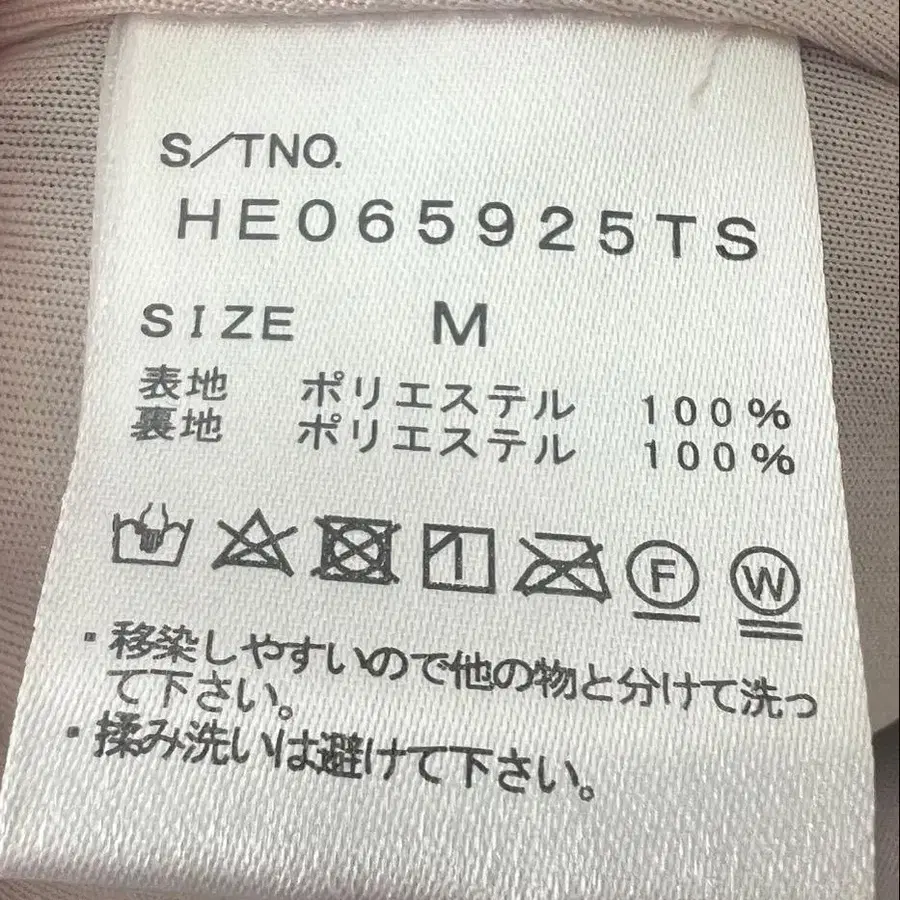 S/TNO.
HE065925TS
SIZE M
表地 ポリエステル 100%
裏地 ポリエステル 100%
F W
・移染しやすいので他の物と分けて洗っ
て下さい。
・揉み洗いは避けて下さい。